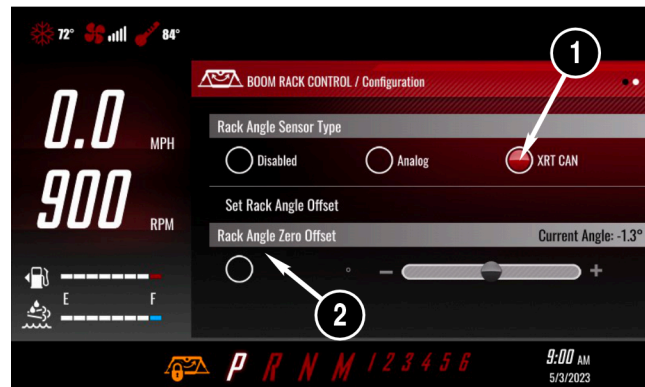 72° 84°
BOOM RACK CONTROL / Configuration
1
0.0 MPH
900 RPM
Rack Angle Sensor Type
Disabled Analog XRT CAN
Set Rack Angle Offset
Rack Angle Zero Offset Current Angle: -1.3°
° − +
E F
2
P R N M 1 2 3 4 5 6
9:00 AM
5/3/2023